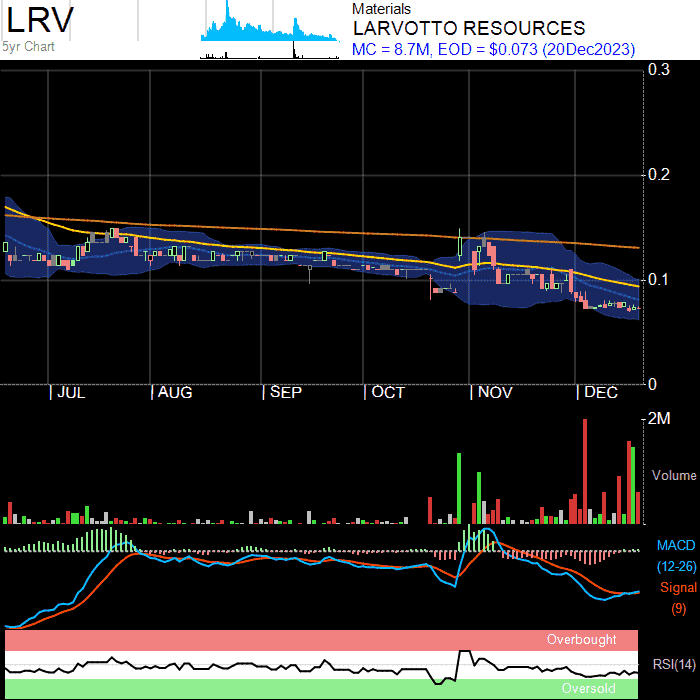 LRV
5yr Chart
Materials
LARVOTTO RESOURCES
MC = 8.7M, EOD = $0.073 (20Dec2023)
0.3
0.2
0.1
0
JUL AUG SEP OCT NOV DEC
2M
Volume
MACD
(12-26)
Signal
(9)
Overbought
RSI(14)
Oversold